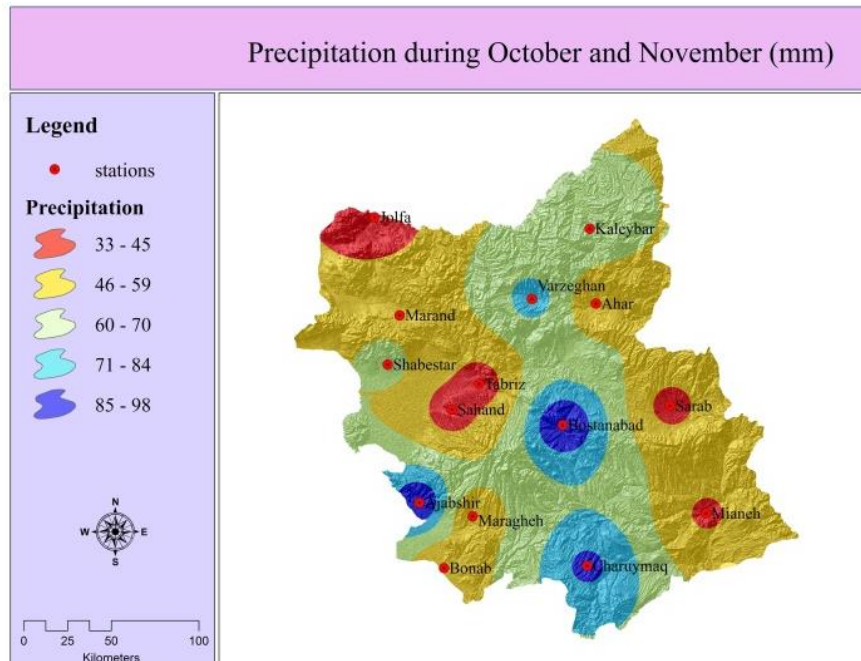 Precipitation during October and November (mm)
Legend
stations
Precipitation
33 - 45
46 - 59
60 - 70
71 - 84
85 - 98
N
W E
S
0 25 50 100
Kilometers
Jolfa
Kaleybar
Varzeghan
Ahar
Marand
Shabestar
Tabriz
Sahand
Sarab
Bostanabad
Ajabshir
Maragheh
Mianeh
Bonab
Charuymaq